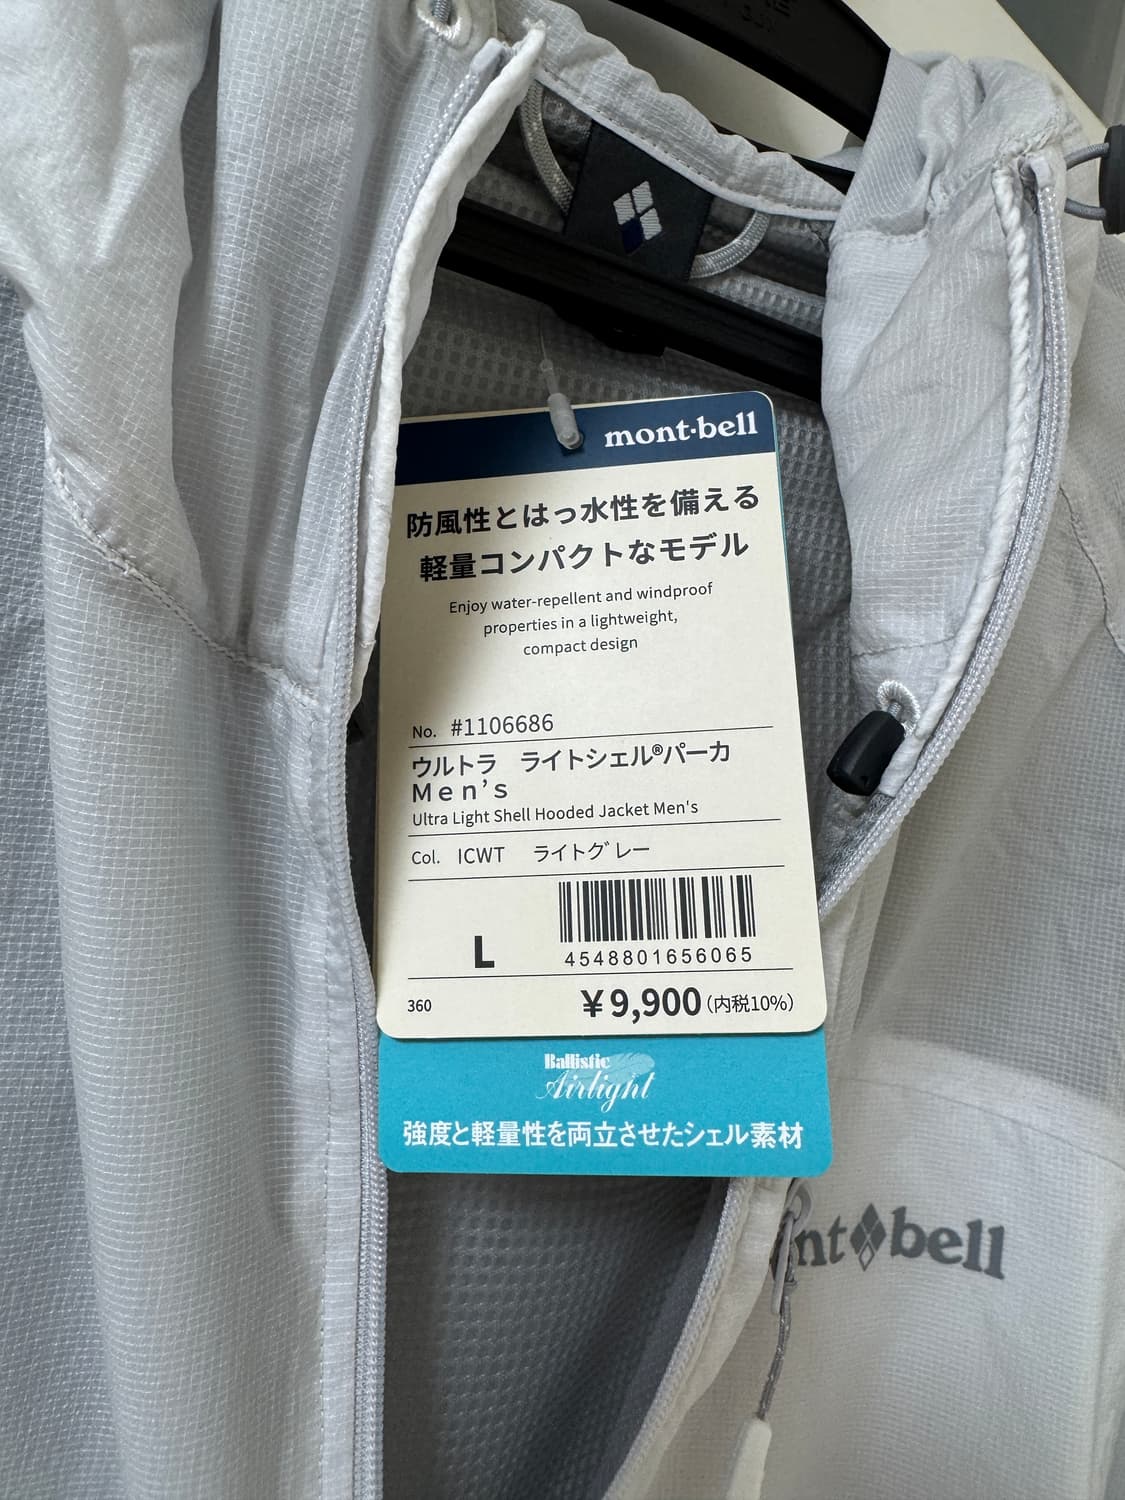 mont-bell
防風性とはっ水性を備える
軽量コンパクトなモデル
Enjoy water-repellent and windproof
properties in a lightweight,
compact design
No. #1106686
ウルトラ ライトシェル®パーカ
Men's
Ultra Light Shell Hooded Jacket Men's
Col. ICWT ライトグレー
L
4548801656065
360 ¥9,900(内税10%)
Ballistic
Airlight
強度と軽量性を両立させたシェル素材
nt bell